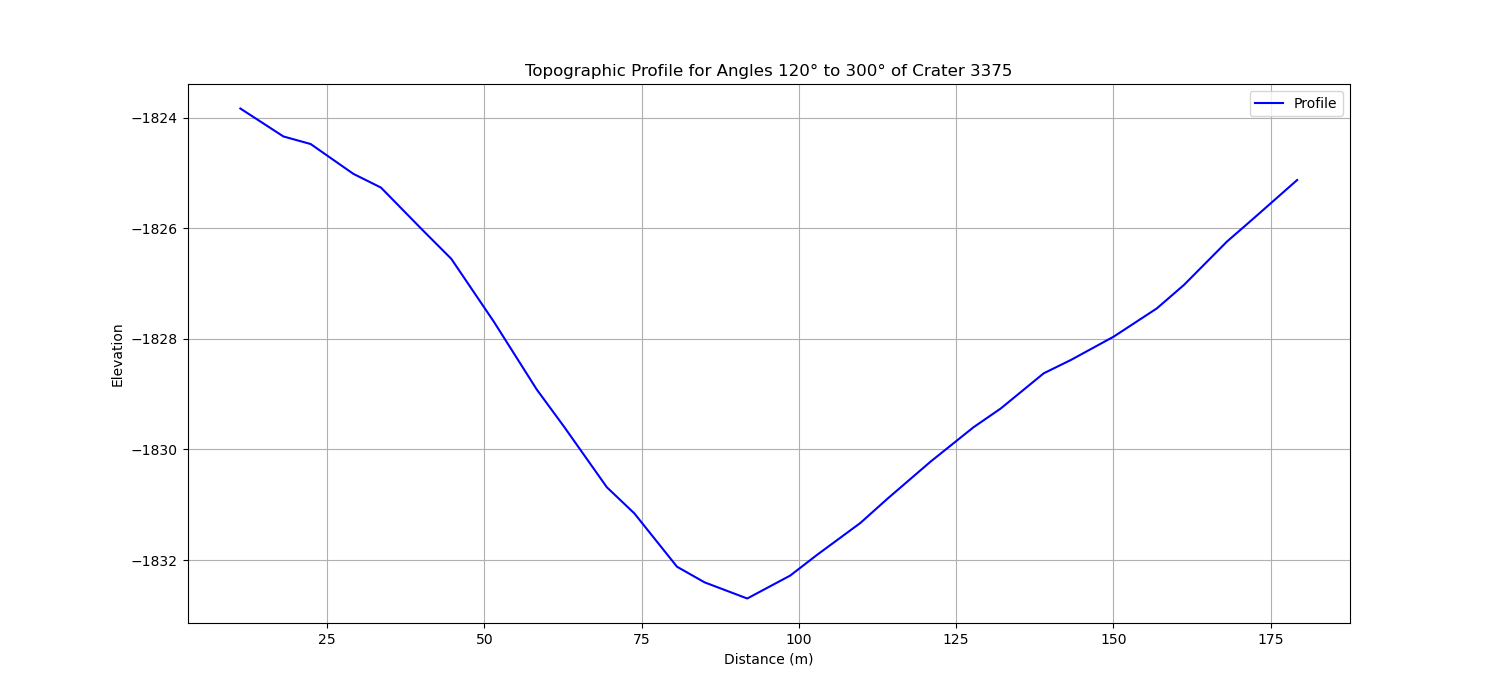 Topographic Profile for Angles 120° to 300° of Crater 3375
Profile
−1824
−1826
−1828
−1830
−1832
Elevation
25 50 75 100 125 150 175
Distance (m)